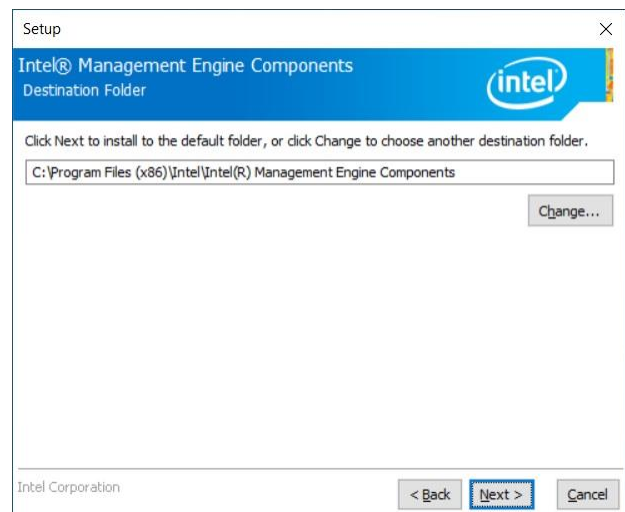 Setup
Intel® Management Engine Components
Destination Folder
intel
Click Next to install to the default folder, or click Change to choose another destination folder.
C:\Program Files (x86)\Intel\Intel(R) Management Engine Components
Change...
Intel Corporation
< Back Next > Cancel